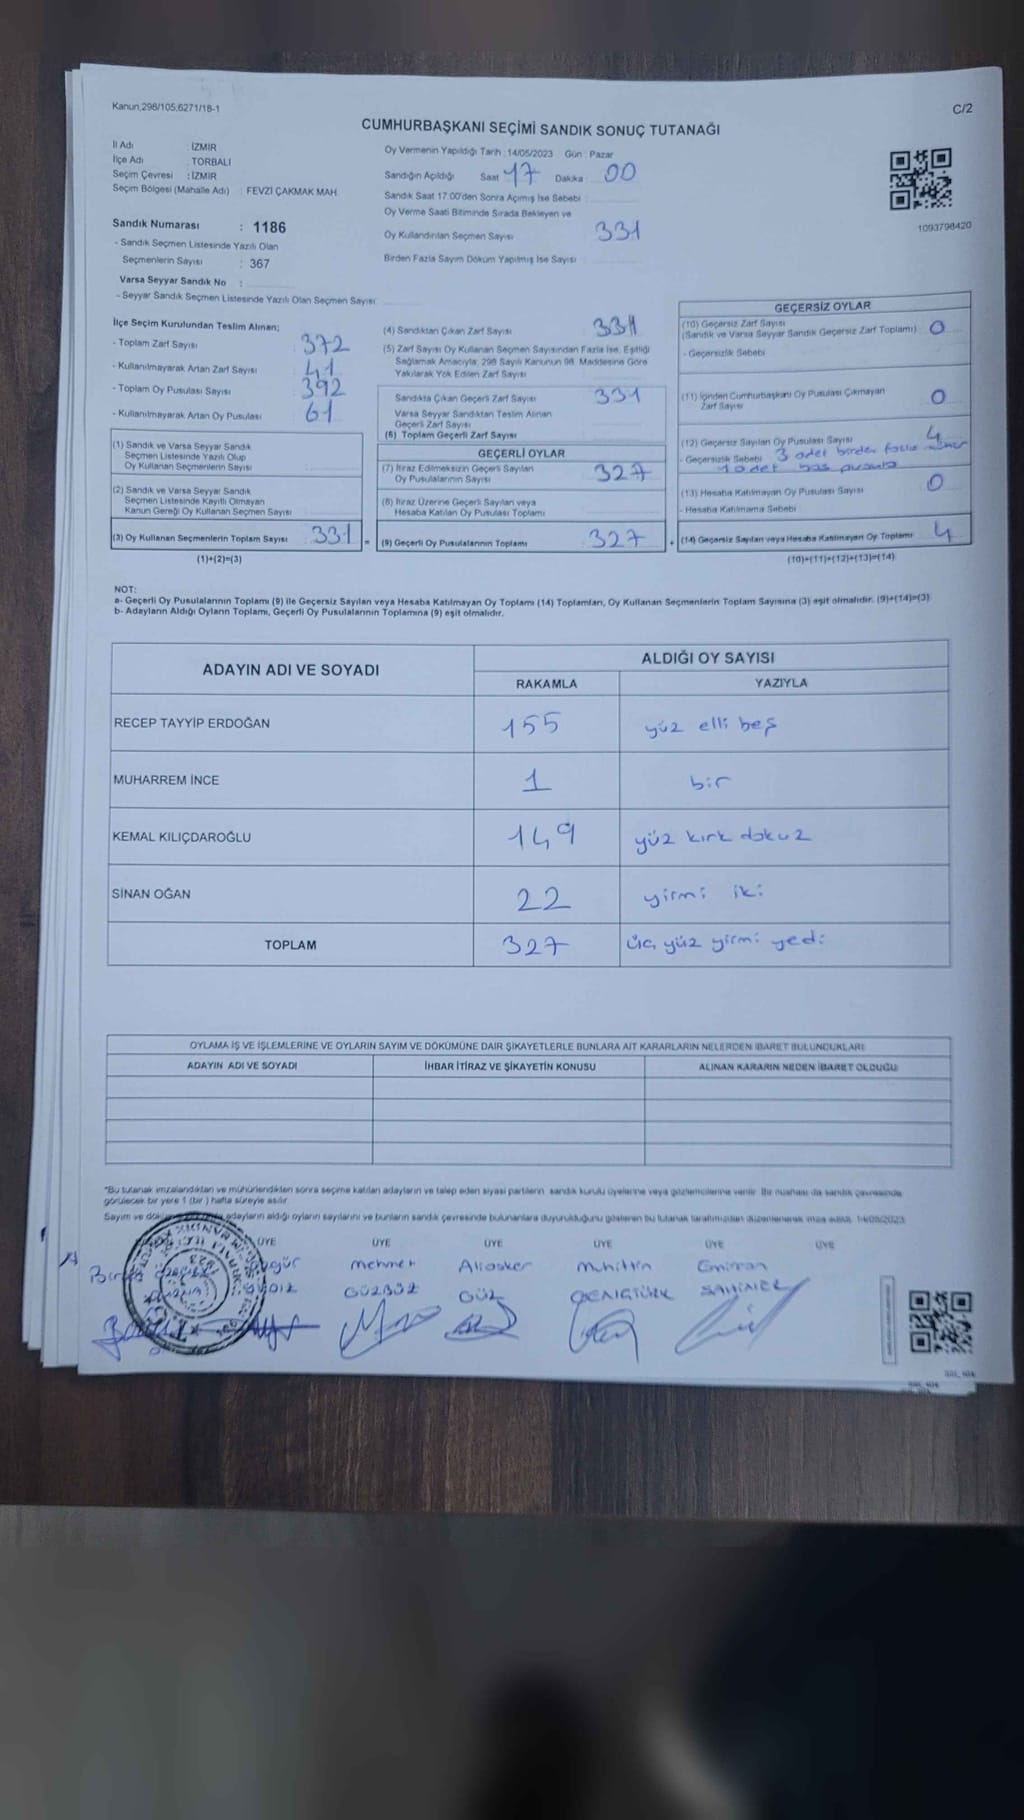 Kanun,298/105,6271/18-1
C/2
CUMHURBAŞKANI SEÇİMİ SANDIK SONUÇ TUTANAĞI
İl Adı : İZMİR
İlçe Adı : TORBALI
Seçim Çevresi : İZMİR
Seçim Bölgesi (Mahalle Adı) : FEVZİ ÇAKMAK MAH
Sandık Numarası : 1186
- Sandık Seçmen Listesinde Yazılı Olan
Seçmenlerin Sayısı : 367
Varsa Seyyar Sandık No :
- Seyyar Sandık Seçmen Listesinde Yazılı Olan Seçmen Sayısı
Oy Vermenin Yapıldığı Tarih :14/05/2023 Gün : Pazar
Sandığın Açıldığı Saat 17 Dakika 00
Sandık Saat 17.00'den Sonra Açımış İse Sebebi :
Oy Verme Saati Bitiminde Sırada Bekleyen ve
Oy Kullandırılan Seçmen Sayısı 331
Birden Fazla Sayım Döküm Yapılmış İse Sayısı
1093798420
İlçe Seçim Kurulundan Teslim Alınan;
- Toplam Zarf Sayısı 372
- Kullanılmayarak Artan Zarf Sayısı 41
- Toplam Oy Pusulası Sayısı 392
- Kullanılmayarak Artan Oy Pusulası 61
(1) Sandık ve Varsa Seyyar Sandık
Seçmen Listesinde Yazılı Olup
Oy Kullanan Seçmenlerin Sayısı
(2) Sandık ve Varsa Seyyar Sandık
Seçmen Listesinde Kayıtlı Olmayan
Kanun Gereği Oy Kullanan Seçmen Sayısı
(3) Oy Kullanan Seçmenlerin Toplam Sayısı 331 =
(1)+(2)=(3)
(4) Sandıktan Çıkan Zarf Sayısı 331
(5) Zarf Sayısı Oy Kullanan Seçmen Sayısından Fazla İse, Eşitliği
Sağlamak Amacıyla, 298 Sayılı Kanunun 98. Maddesine Göre
Yakılarak Yok Edilen Zarf Sayısı
Sandıkta Çıkan Geçerli Zarf Sayısı 331
Varsa Seyyar Sandıktan Teslim Alınan
Geçerli Zarf Sayısı
(6) Toplam Geçerli Zarf Sayısı
GEÇERLİ OYLAR
(7) İtiraz Edilmeksizin Geçerli Sayılan
Oy Pusulalarının Sayısı 327
(8) İtiraz Üzerine Geçerli Sayılan veya
Hesaba Katılan Oy Pusulası Toplamı
(9) Geçerli Oy Pusulalarının Toplamı 327 +
GEÇERSİZ OYLAR
(10) Geçersiz Zarf Sayısı
(Sandık ve Varsa Seyyar Sandık Geçersiz Zarf Toplamı) 0
- Geçersizlik Sebebi
(11) İçinden Cumhurbaşkanı Oy Pusulası Çıkmayan
Zarf Sayısı 0
(12) Geçersiz Sayılan Oy Pusulası Sayısı 4
- Geçersizlik Sebebi 3 adet birden fazla mühür
1 adet boş pusula
(13) Hesaba Katılmayan Oy Pusulası Sayısı 0
- Hesaba Katılmama Sebebi
(14) Geçersiz Sayılan veya Hesaba Katılmayan Oy Toplamı 4
(10)+(11)+(12)+(13)=(14)
NOT:
a- Geçerli Oy Pusulalarının Toplamı (9) ile Geçersiz Sayılan veya Hesaba Katılmayan Oy Toplamı (14) Toplamları, Oy Kullanan Seçmenlerin Toplam Sayısına (3) eşit olmalıdır. (9)+(14)=(3)
b- Adayların Aldığı Oyların Toplamı, Geçerli Oy Pusulalarının Toplamına (9) eşit olmalıdır.
ADAYIN ADI VE SOYADI
ALDIĞI OY SAYISI
RAKAMLA YAZIYLA
RECEP TAYYİP ERDOĞAN 155 yüz elli beş
MUHARREM İNCE 1 bir
KEMAL KILIÇDAROĞLU 149 yüz kırk dokuz
SİNAN OĞAN 22 yirmi iki
TOPLAM 327 üç yüz yirmi yedi
OYLAMA İŞ VE İŞLEMLERİNE VE OYLARIN SAYIM VE DÖKÜMÜNE DAİR ŞİKAYETLERLE BUNLARA AİT KARARLARIN NELERDEN İBARET BULUNDUKLARI
ADAYIN ADI VE SOYADI İHBAR İTİRAZ VE ŞİKAYETİN KONUSU ALINAN KARARIN NEDEN İBARET OLDUĞU
*Bu tutanak imzalandıktan ve mühürlendikten sonra seçime katılan adayların ve talep eden siyasi partilerin sandık kurulu üyelerine veya gözlemcilerine verilir. Bir nüshası da sandık çevresinde
görülecek bir yere 1 (bir ) hafta süreyle asılır.
Sayım ve döküm adayların aldığı oyların sayılarını ve bunların sandık çevresinde bulunanlara duyurulduğunu gösteren bu tutanak tarafımızdan düzenlenerek imza edildi. 14/05/2023
ÜYE ÜYE ÜYE ÜYE ÜYE ÜYE
Mehmet Aliasker Muhittin Emirhan
GÜZBÜZ GÜZ